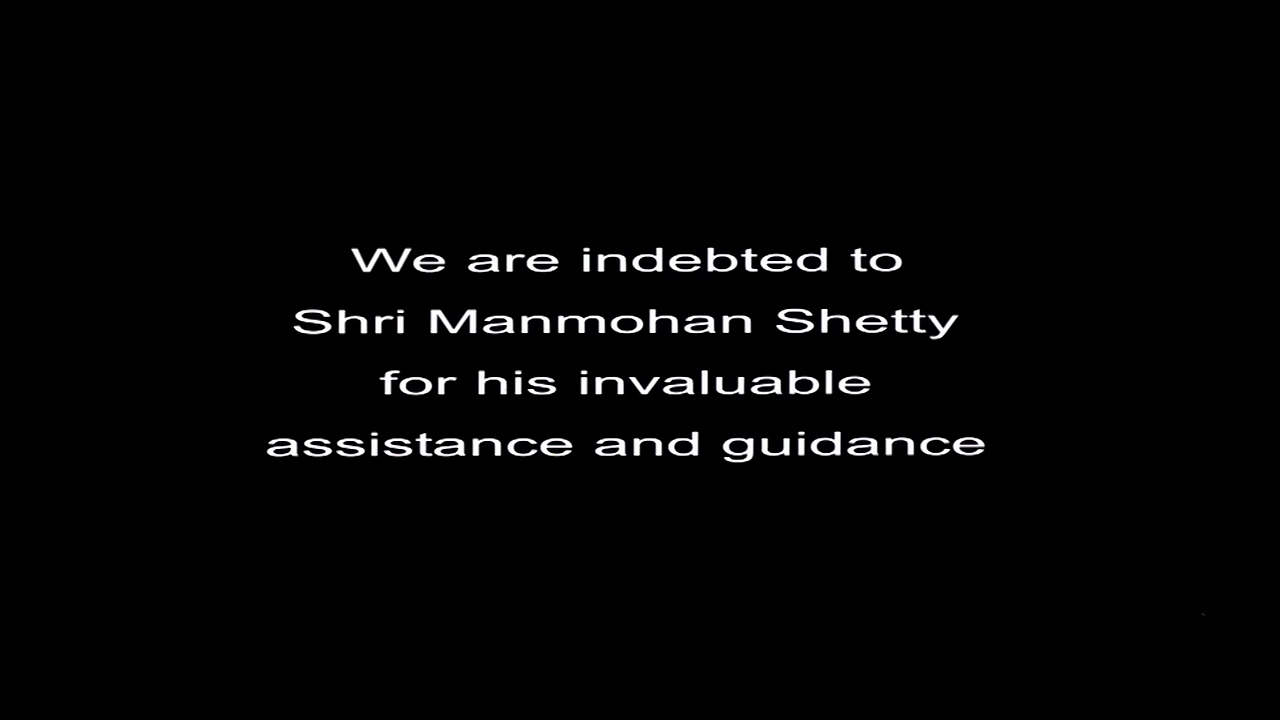 We are indebted to
Shri Manmohan Shetty
for his invaluable
assistance and guidance